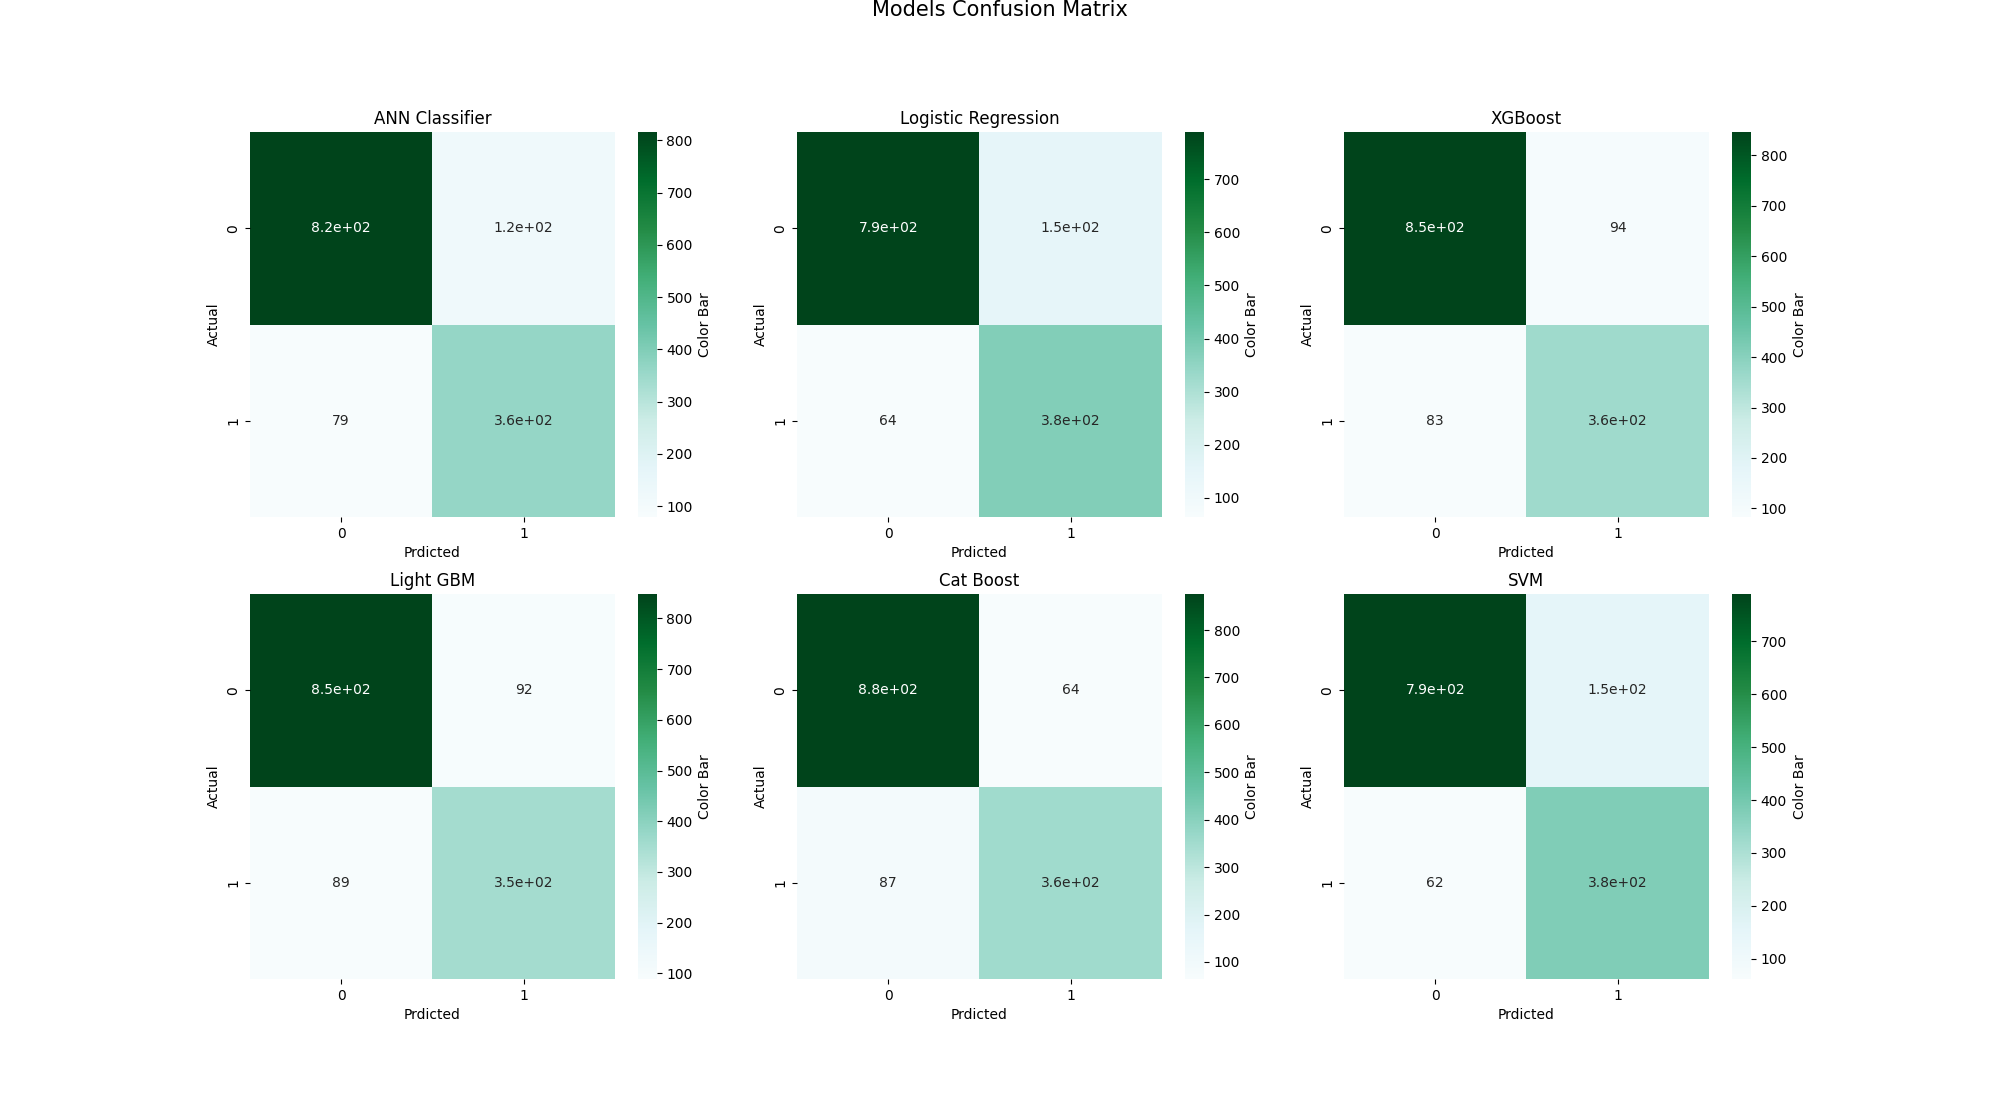 Models Confusion Matrix
ANN Classifier
0
1
Actual
8.2e+02 1.2e+02
79 3.6e+02
0 1
Prdicted
800
700
600
500
400
300
200
100
Color Bar
Logistic Regression
0
1
Actual
7.9e+02 1.5e+02
64 3.8e+02
0 1
Prdicted
700
600
500
400
300
200
100
Color Bar
XGBoost
0
1
Actual
8.5e+02 94
83 3.6e+02
0 1
Prdicted
800
700
600
500
400
300
200
100
Color Bar
Light GBM
0
1
Actual
8.5e+02 92
89 3.5e+02
0 1
Prdicted
800
700
600
500
400
300
200
100
Color Bar
Cat Boost
0
1
Actual
8.8e+02 64
87 3.6e+02
0 1
Prdicted
800
700
600
500
400
300
200
100
Color Bar
SVM
0
1
Actual
7.9e+02 1.5e+02
62 3.8e+02
0 1
Prdicted
700
600
500
400
300
200
100
Color Bar